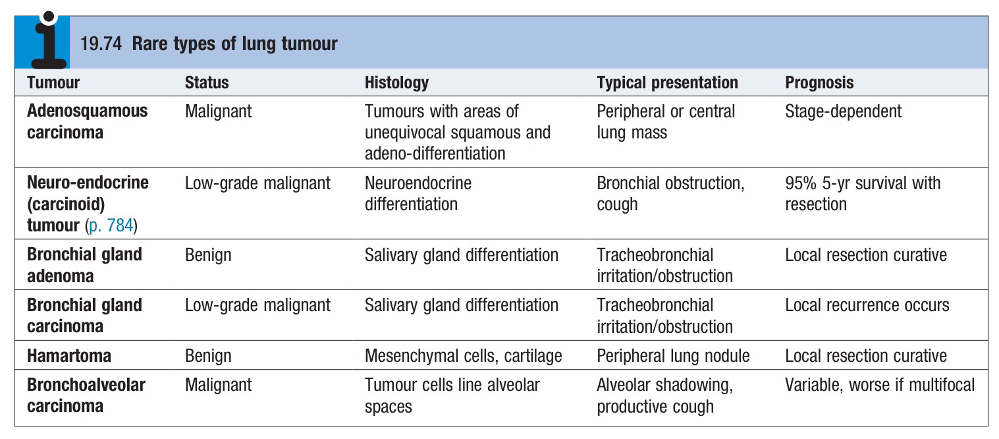 19.74 Rare types of lung tumour
Tumour Status Histology Typical presentation Prognosis
Adenosquamous carcinoma Malignant Tumours with areas of unequivocal squamous and adeno-differentiation Peripheral or central lung mass Stage-dependent
Neuro-endocrine (carcinoid) tumour (p. 784) Low-grade malignant Neuroendocrine differentiation Bronchial obstruction, cough 95% 5-yr survival with resection
Bronchial gland adenoma Benign Salivary gland differentiation Tracheobronchial irritation/obstruction Local resection curative
Bronchial gland carcinoma Low-grade malignant Salivary gland differentiation Tracheobronchial irritation/obstruction Local recurrence occurs
Hamartoma Benign Mesenchymal cells, cartilage Peripheral lung nodule Local resection curative
Bronchoalveolar carcinoma Malignant Tumour cells line alveolar spaces Alveolar shadowing, productive cough Variable, worse if multifocal